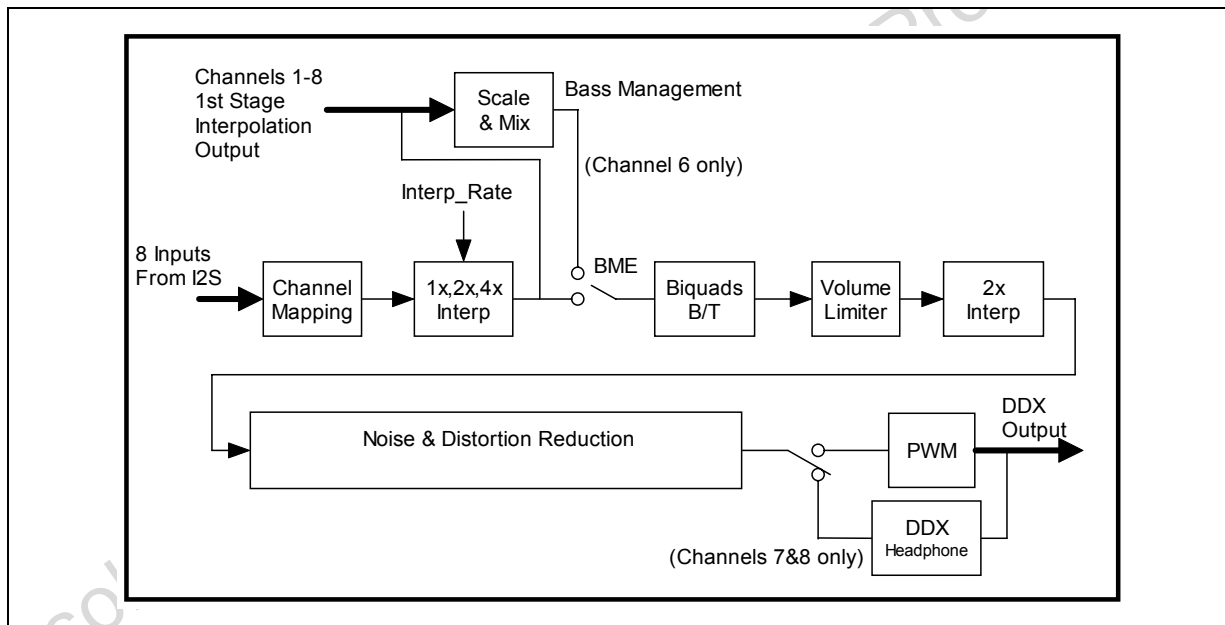 Channels 1-8
1st Stage
Interpolation
Output
Scale
& Mix
Bass Management
(Channel 6 only)
Interp_Rate
8 Inputs
From I2S
Channel
Mapping
1x,2x,4x
Interp
BME
Biquads
B/T
Volume
Limiter
2x
Interp
Noise & Distortion Reduction
PWM
DDX
Output
DDX
Headphone
(Channels 7&8 only)